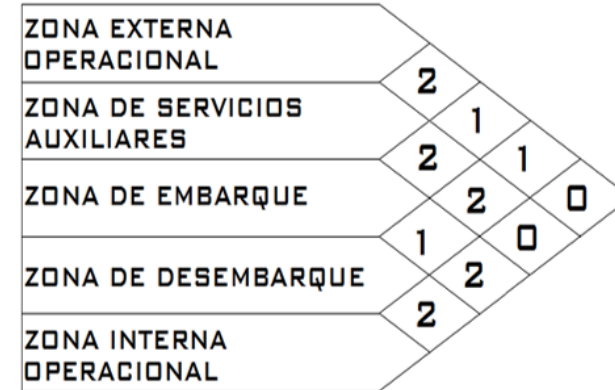 ZONA EXTERNA
OPERACIONAL
2
1
ZONA DE SERVICIOS
AUXILIARES
2
1
2
0
ZONA DE EMBARQUE
1
0
2
ZONA DE DESEMBARQUE
2
ZONA INTERNA
OPERACIONAL